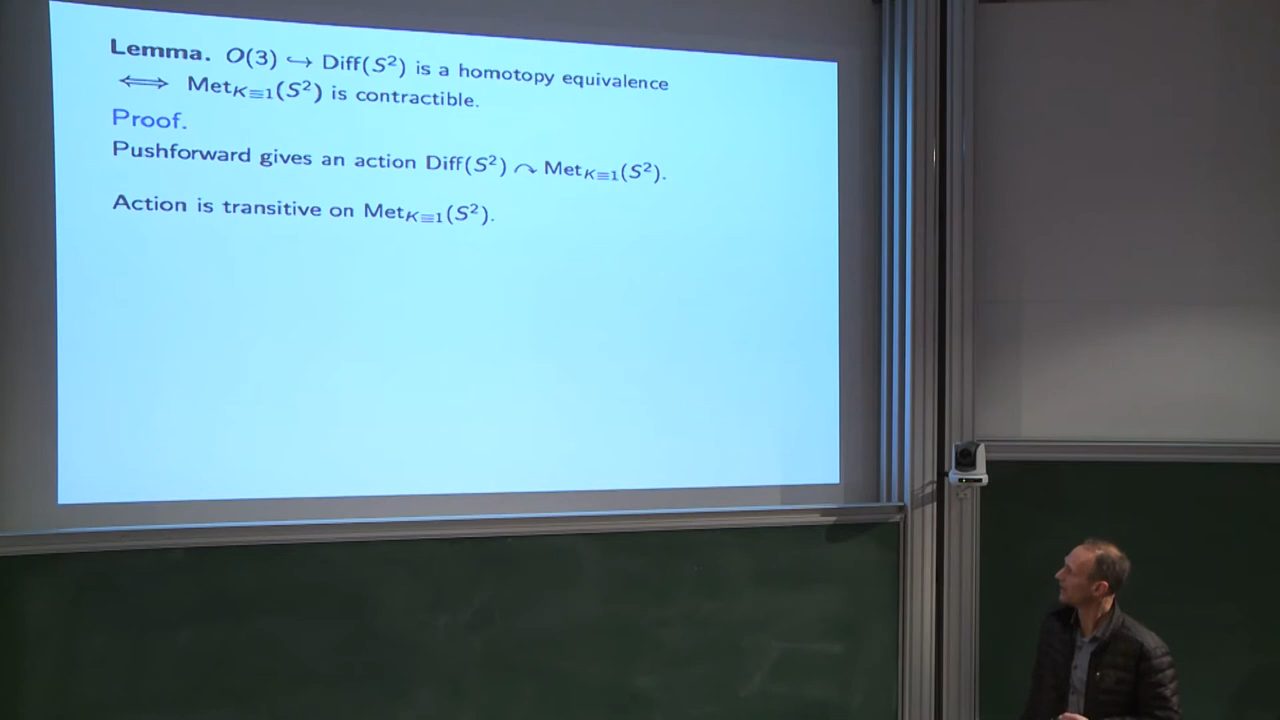 Lemma. O(3) ↪ Diff(S²) is a homotopy equivalence
⟺ Met_{K≡1}(S²) is contractible.
Proof.
Pushforward gives an action Diff(S²) ↷ Met_{K≡1}(S²).
Action is transitive on Met_{K≡1}(S²).